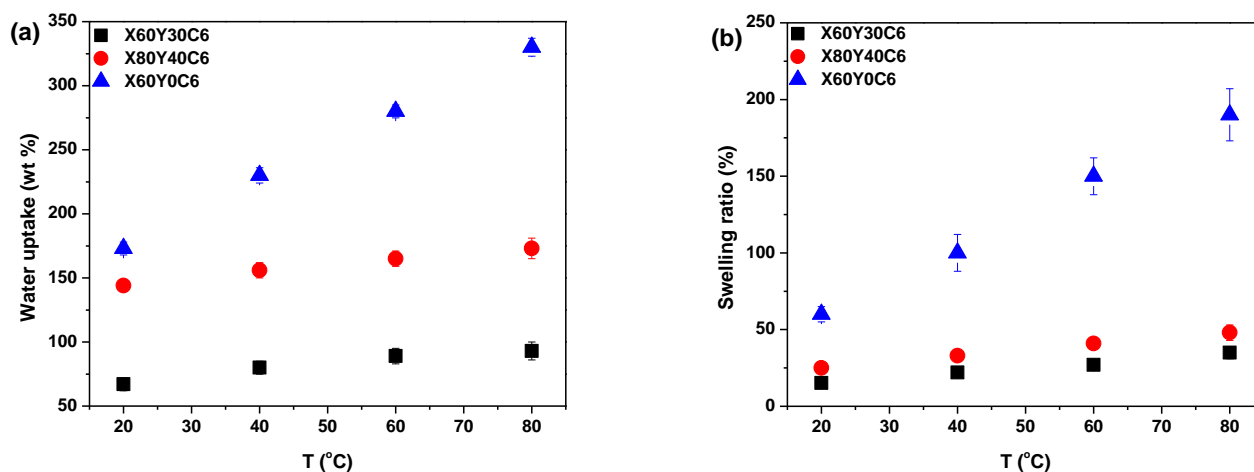 (a)
X60Y30C6
X80Y40C6
X60Y0C6
Water uptake (wt %)
350
300
250
200
150
100
50
20 30 40 50 60 70 80
T (°C)
(b)
X60Y30C6
X80Y40C6
X60Y0C6
Swelling ratio (%)
250
200
150
100
50
0
20 30 40 50 60 70 80
T (°C)